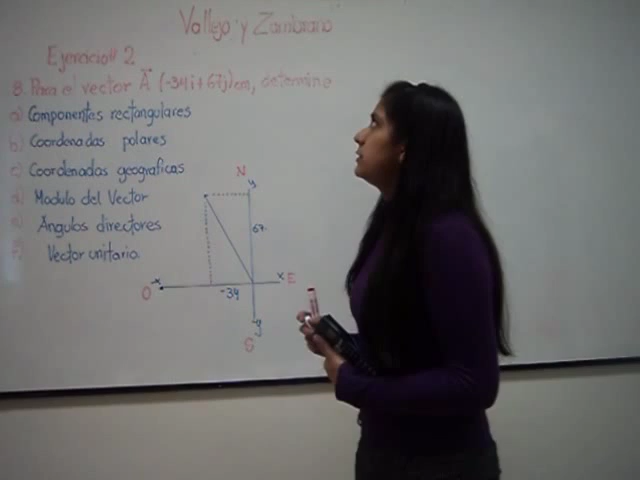 Vallejo y Zambrano
Ejercicio# 2
8. Para el vector A (-34i+67j)cm, determine
a) Componentes rectangulares
b) Coordenadas polares
c) Coordenadas geograficas
d) Modulo del Vector
e) Angulos directores
f) Vector unitario.
N
y
67
-x
x
E
O
-34
-y
S